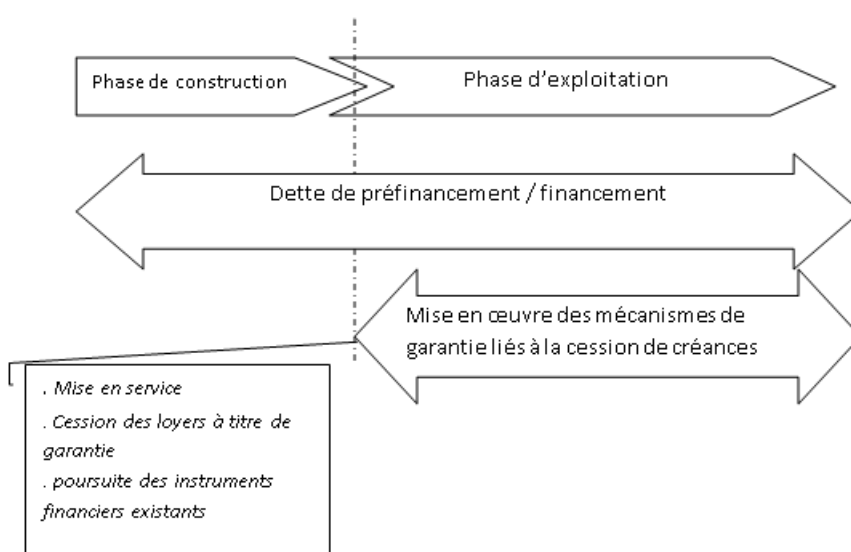 Phase de construction
Phase d’exploitation
Dette de préfinancement / financement
Mise en œuvre des mécanismes de
garantie liés à la cession de créances
. Mise en service
. Cession des loyers à titre de
garantie
. poursuite des instruments
financiers existants